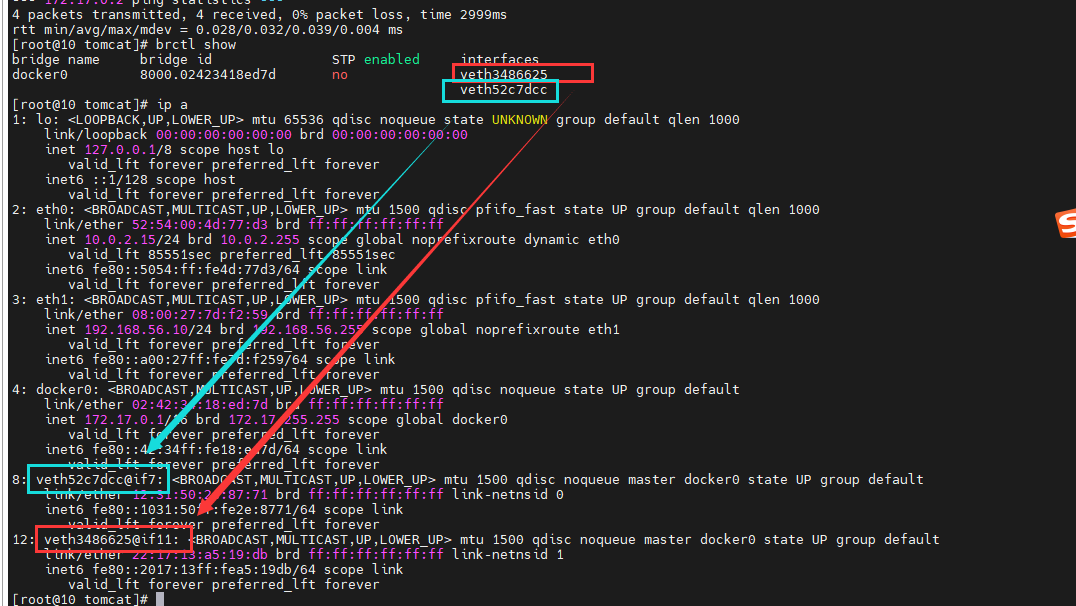 4 packets transmitted, 4 received, 0% packet loss, time 2999ms
rtt min/avg/max/mdev = 0.028/0.032/0.039/0.004 ms
[root@10 tomcat]# brctl show
bridge name bridge id STP enabled interfaces
docker0 8000.02423418ed7d no veth3486625
veth52c7dcc
[root@10 tomcat]# ip a
1: lo: <LOOPBACK,UP,LOWER_UP> mtu 65536 qdisc noqueue state UNKNOWN group default qlen 1000
link/loopback 00:00:00:00:00:00 brd 00:00:00:00:00:00
inet 127.0.0.1/8 scope host lo
valid_lft forever preferred_lft forever
inet6 ::1/128 scope host
valid_lft forever preferred_lft forever
2: eth0: <BROADCAST,MULTICAST,UP,LOWER_UP> mtu 1500 qdisc pfifo_fast state UP group default qlen 1000
link/ether 52:54:00:4d:77:d3 brd ff:ff:ff:ff:ff:ff
inet 10.0.2.15/24 brd 10.0.2.255 scope global noprefixroute dynamic eth0
valid_lft 85551sec preferred_lft 85551sec
inet6 fe80::5054:ff:fe4d:77d3/64 scope link
valid_lft forever preferred_lft forever
3: eth1: <BROADCAST,MULTICAST,UP,LOWER_UP> mtu 1500 qdisc pfifo_fast state UP group default qlen 1000
link/ether 08:00:27:7d:f2:59 brd ff:ff:ff:ff:ff:ff
inet 192.168.56.10/24 brd 192.168.56.255 scope global noprefixroute eth1
valid_lft forever preferred_lft forever
inet6 fe80::a00:27ff:fe7d:f259/64 scope link
valid_lft forever preferred_lft forever
4: docker0: <BROADCAST,MULTICAST,UP,LOWER_UP> mtu 1500 qdisc noqueue state UP group default
link/ether 02:42:34:18:ed:7d brd ff:ff:ff:ff:ff:ff
inet 172.17.0.1/16 brd 172.17.255.255 scope global docker0
valid_lft forever preferred_lft forever
inet6 fe80::42:34ff:fe18:ed7d/64 scope link
valid_lft forever preferred_lft forever
8: veth52c7dcc@if7: <BROADCAST,MULTICAST,UP,LOWER_UP> mtu 1500 qdisc noqueue master docker0 state UP group default
link/ether 12:31:50:2e:87:71 brd ff:ff:ff:ff:ff:ff link-netnsid 0
inet6 fe80::1031:50ff:fe2e:8771/64 scope link
valid_lft forever preferred_lft forever
12: veth3486625@if11: <BROADCAST,MULTICAST,UP,LOWER_UP> mtu 1500 qdisc noqueue master docker0 state UP group default
link/ether 22:17:13:a5:19:db brd ff:ff:ff:ff:ff:ff link-netnsid 1
inet6 fe80::2017:13ff:fea5:19db/64 scope link
valid_lft forever preferred_lft forever
[root@10 tomcat]#